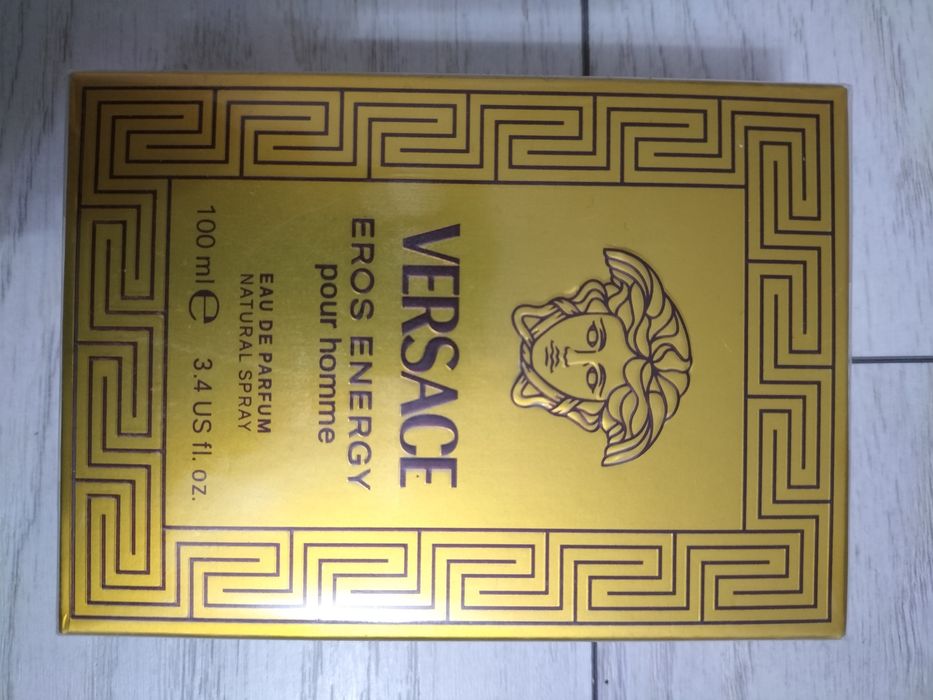 VERSACE
EROS ENERGY
pour homme
EAU DE PARFUM
NATURAL SPRAY
100 ml ℮ 3.4 US fl. oz.